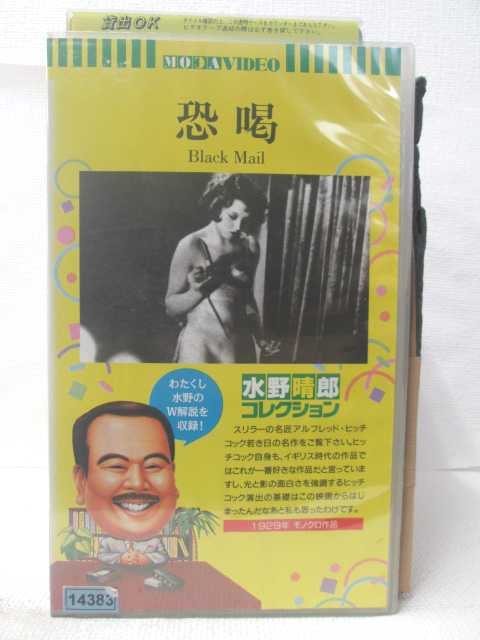 貸出OK
MODAVIDEO
恐喝
Black Mail
わたくし
水野の
W解説を
収録!
水野晴郎
コレクション
スリラーの名匠アルフレッド・ヒッチ
コック若き日の名作をご覧下さい。ヒッ
チコック自身も、イギリス時代の作品で
はこれが一番好きな作品だと言っていま
すし、光と影の面白さを強調するヒッチ
コック演出の基礎はこの映画からはじ
まったんだなあと私も思ったわけです。
1929年 モノクロ作品
14383